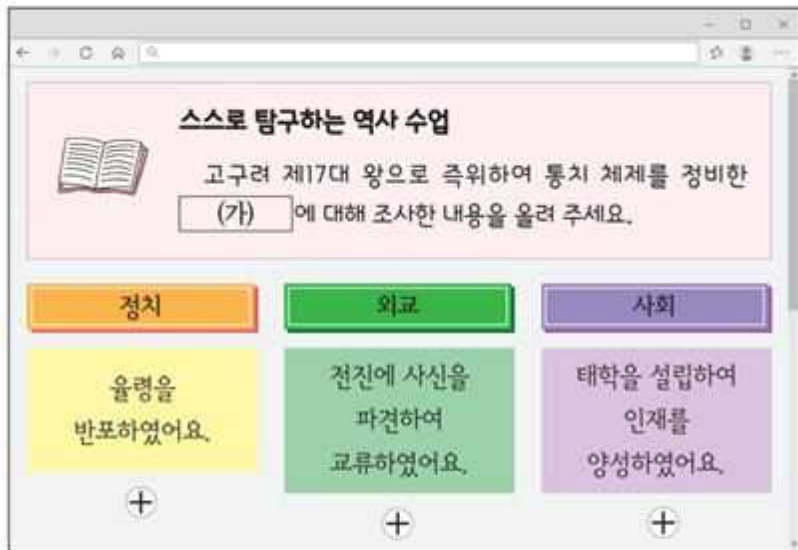 스스로 탐구하는 역사 수업
고구려 제17대 왕으로 즉위하여 통치 체제를 정비한
(가)에 대해 조사한 내용을 올려 주세요.
정치
외교
사회
율령을
반포하였어요.
전진에 사신을
파견하여
교류하였어요.
태학을 설립하여
인재를
양성하였어요.